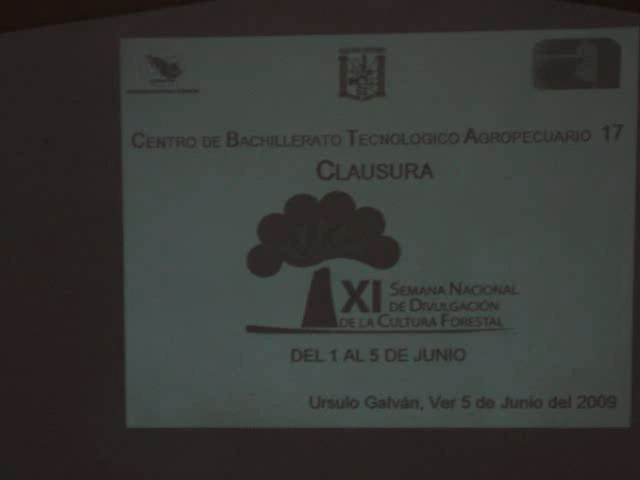 CENTRO DE BACHILLERATO TECNOLOGICO AGROPECUARIO 17
CLAUSURA
XI SEMANA NACIONAL
DE DIVULGACIÓN
DE LA CULTURA FORESTAL
DEL 1 AL 5 DE JUNIO
Ursulo Galván, Ver 5 de Junio del 2009